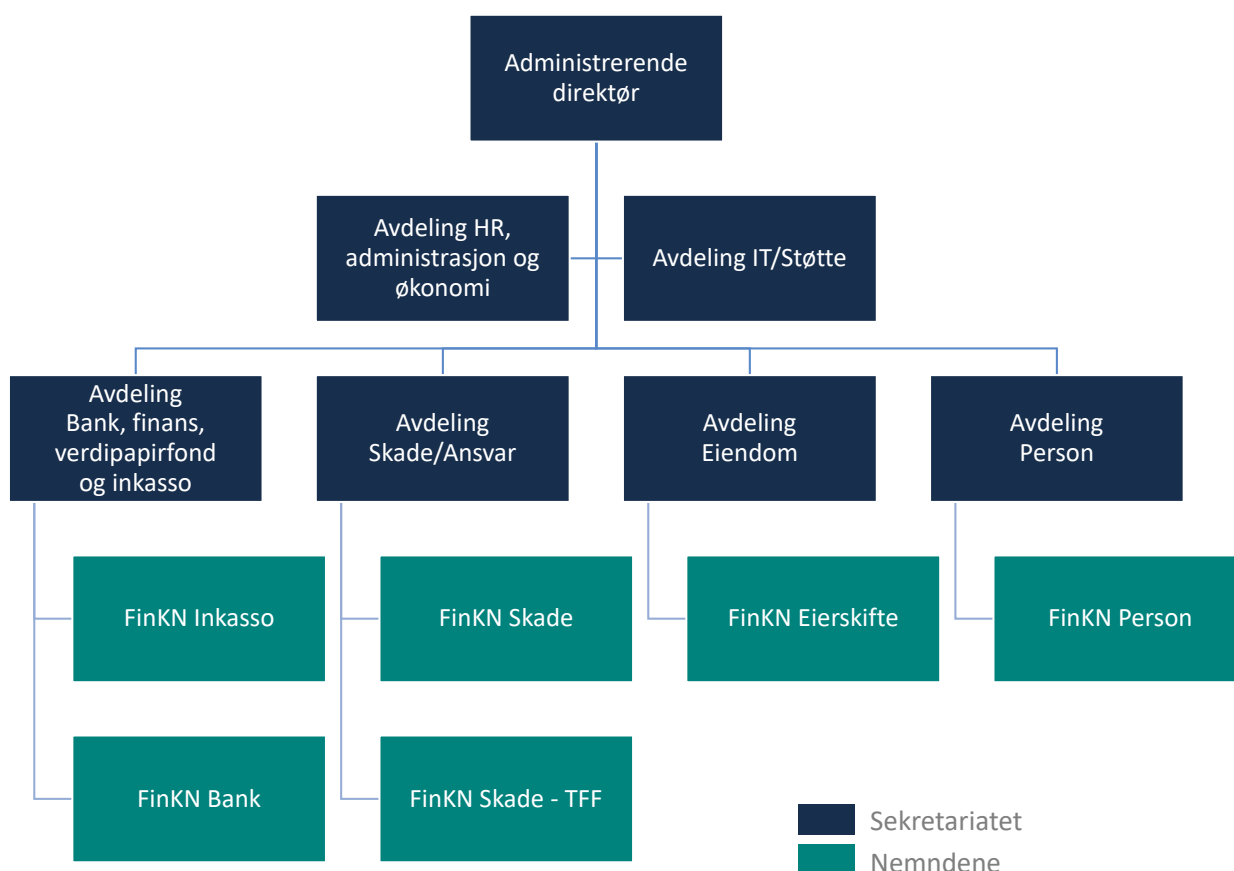 Administrerende
direktør
Avdeling HR,
administrasjon og
økonomi
Avdeling IT/Støtte
Avdeling
Bank, finans,
verdipapirfond
og inkasso
Avdeling
Skade/Ansvar
Avdeling
Eiendom
Avdeling
Person
FinKN Inkasso
FinKN Skade
FinKN Eierskifte
FinKN Person
FinKN Bank
FinKN Skade - TFF
Sekretariatet
Nemndene